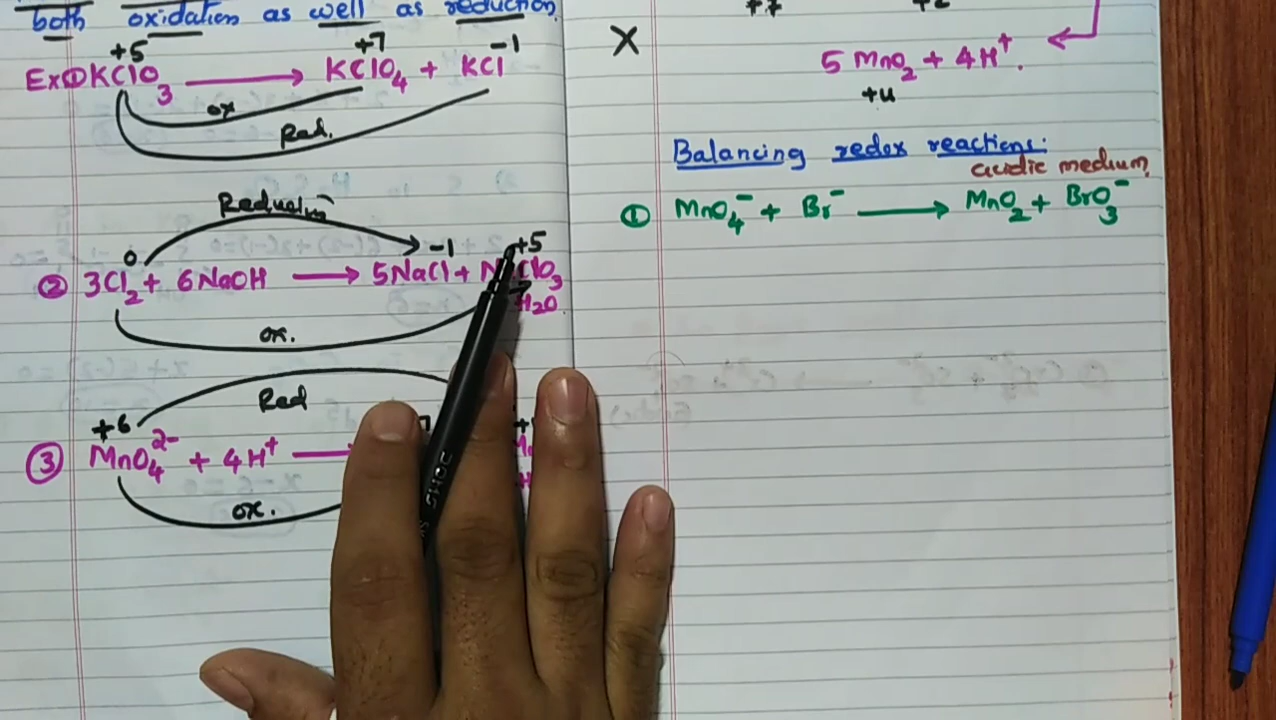 both oxidation as well as reduction.
+5 +7 -1
Ex① KClO₃ ⟶ KClO₄ + KCl
ox
Red.
Reduction
0 -1 +5
② 3Cl₂ + 6NaOH ⟶ 5NaCl + NaClO₃
H₂O
ox.
Red
+6
③ MnO₄²⁻ + 4H⁺ ⟶
ox.
X
+7 +2
5 MnO₂ + 4H⁺.
+4
Balancing redox reactions:
acidic medium
① MnO₄⁻ + Br⁻ ⟶ MnO₂ + BrO₃⁻